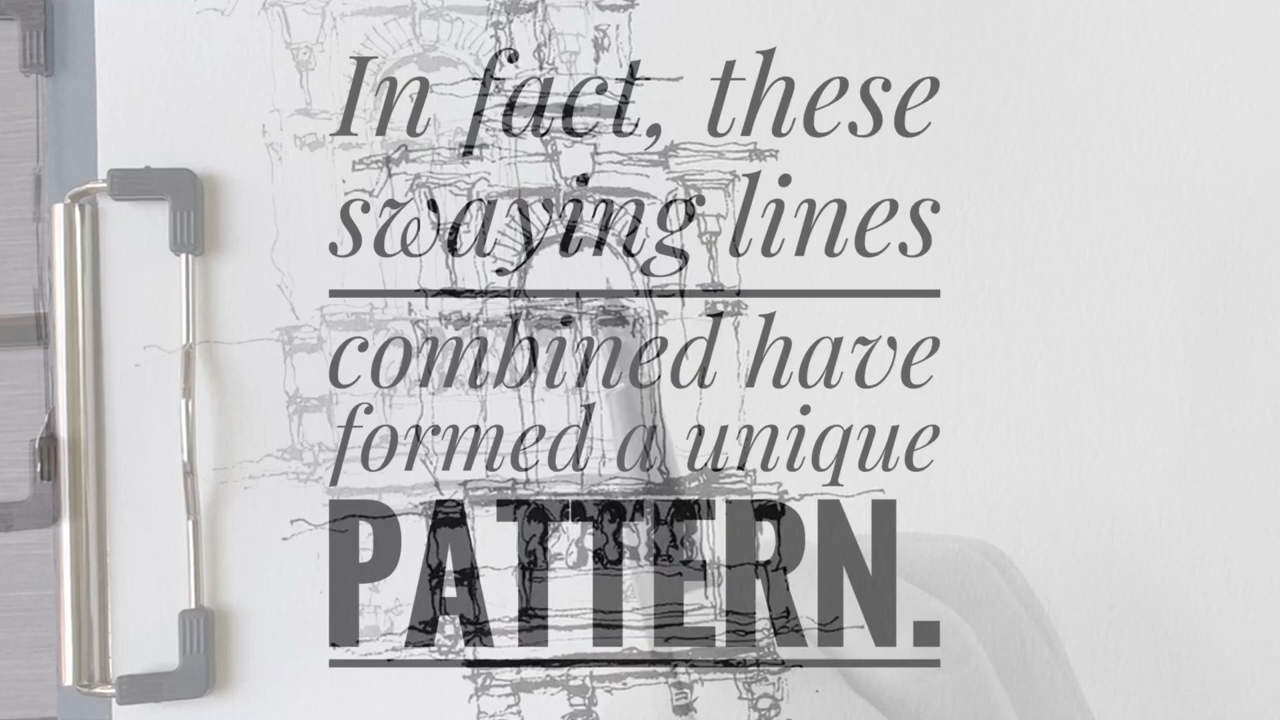 In fact, these
swaying lines
combined have
formed a unique
PATTERN.